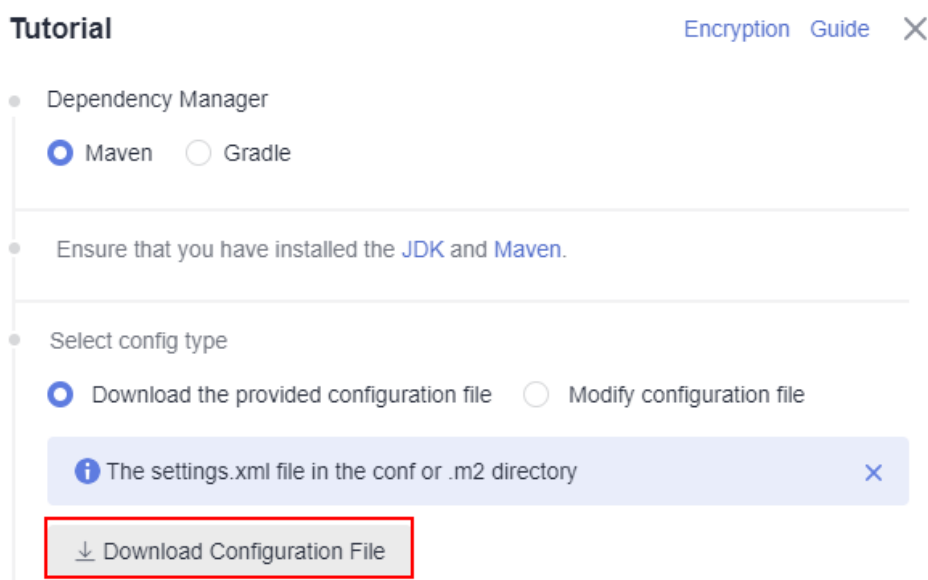 Tutorial Encryption Guide
Dependency Manager
Maven Gradle
Ensure that you have installed the JDK and Maven.
Select config type
Download the provided configuration file Modify configuration file
The settings.xml file in the conf or .m2 directory
Download Configuration File